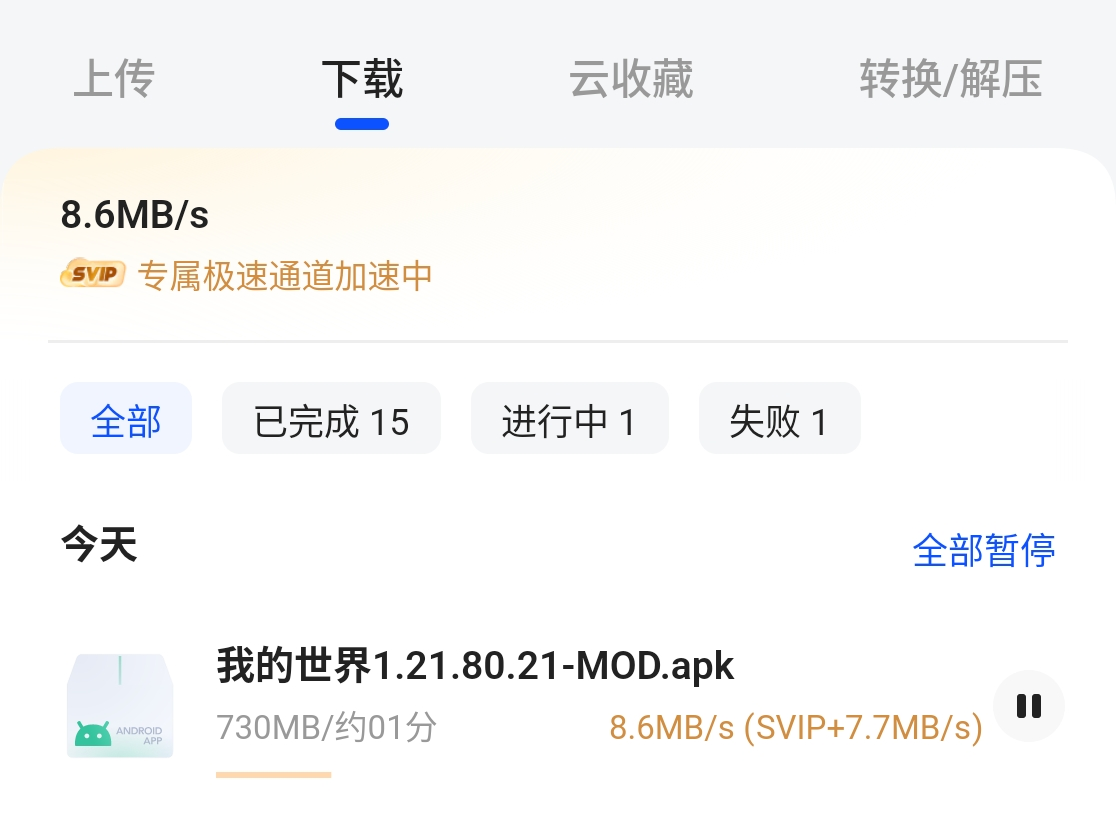 上传 下载 云收藏 转换/解压
8.6MB/s
SVIP 专属极速通道加速中
全部 已完成 15 进行中 1 失败 1
今天 全部暂停
我的世界1.21.80.21-MOD.apk
ANDROID
APP
730MB/约01分 8.6MB/s (SVIP+7.7MB/s)